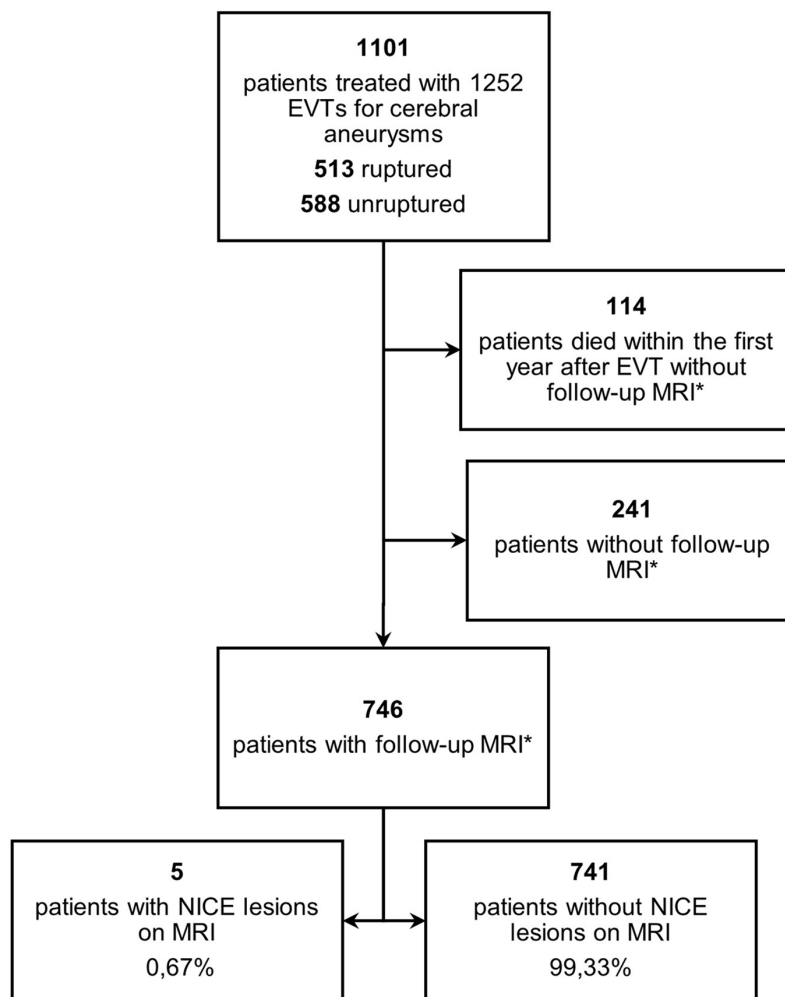 1101
patients treated with 1252
EVTs for cerebral
aneurysms
513 ruptured
588 unruptured
114
patients died within the first
year after EVT without
follow-up MRI*
241
patients without follow-up
MRI*
746
patients with follow-up MRI*
5
patients with NICE lesions
on MRI
0,67%
741
patients without NICE
lesions on MRI
99,33%